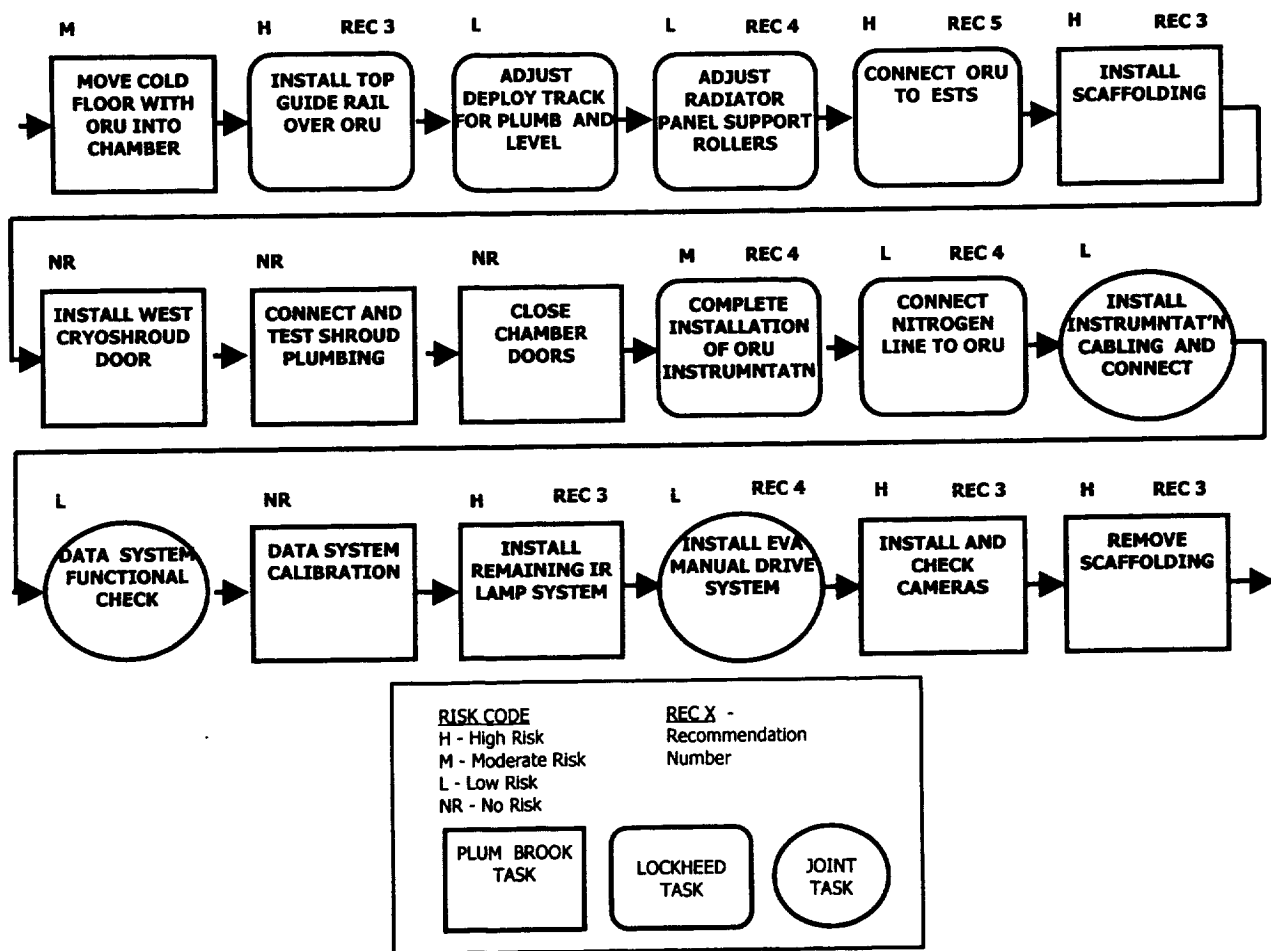 M
MOVE COLD
FLOOR WITH
ORU INTO
CHAMBER
H REC 3
INSTALL TOP
GUIDE RAIL
OVER ORU
L
ADJUST
DEPLOY TRACK
FOR PLUMB AND
LEVEL
L REC 4
ADJUST
RADIATOR
PANEL SUPPORT
ROLLERS
H REC 5
CONNECT ORU
TO ESTS
H
INSTALL
SCAFFOLDING
NR
INSTALL WEST
CRYOSHROUD
DOOR
NR
CONNECT AND
TEST SHROUD
PLUMBING
NR
CLOSE
CHAMBER
DOORS
M REC 4
COMPLETE
INSTALLATION
OF ORU
INSTRUMNTATN
L REC 4
CONNECT
NITROGEN
LINE TO ORU
L
INSTALL
INSTRUMNTAT'N
CABLING AND
CONNECT
L
DATA SYSTEM
FUNCTIONAL
CHECK
NR
DATA SYSTEM
CALIBRATION
H REC 3
INSTALL
REMAINING IR
LAMP SYSTEM
L REC 4
INSTALL EVA
MANUAL DRIVE
SYSTEM
H REC 3
INSTALL AND
CHECK
CAMERAS
H REC 3
REMOVE
SCAFFOLDING
RISK CODE
H - High Risk
M - Moderate Risk
L - Low Risk
NR - No Risk
REC X -
Recommendation
Number
PLUM BROOK
TASK
LOCKHEED
TASK
JOINT
TASK